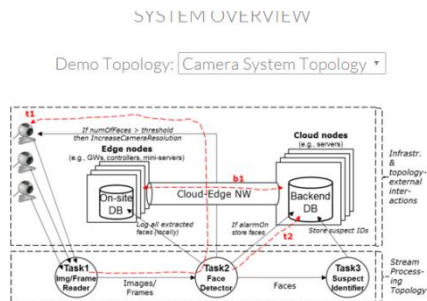 SYSTEM OVERVIEW
Demo Topology: Camera System Topology
t1
If numOfFaces > threshold
then IncreaseCameraResolution
Edge nodes
(e.g., GWs, controllers, mini-servers)
Cloud nodes
(e.g., servers)
b1
On-site
DB
Cloud-Edge NW
Backend
DB
Infrastr.
&
topology-
external
inter-
actions
Log all extracted
faces (locally)
If alarmOn
store faces
t2
Store suspect IDs
Task1
Img/Frame
Reader
Images/
Frames
Task2
Face
Detector
Faces
Task3
Suspect
Identifier
Stream
Process-
ing
Topology